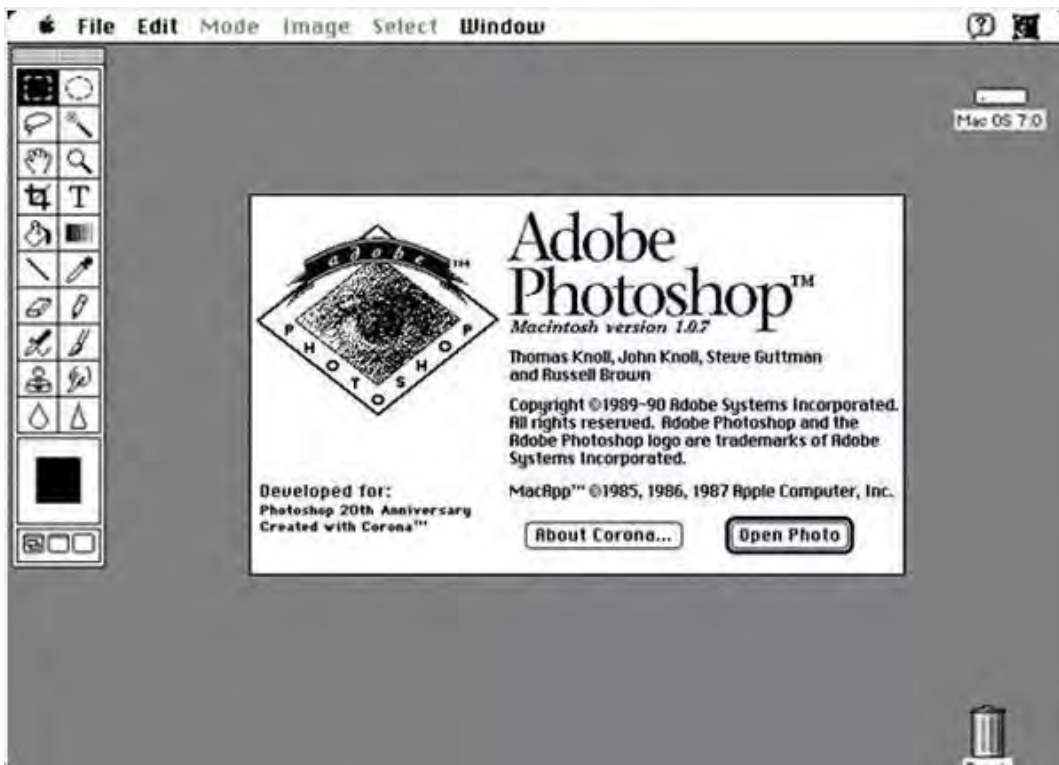 File Edit Mode Image Select Window
Mac OS 7.0
adobe™
PHOTOSHOP
Adobe
Photoshop™
Macintosh version 1.0.7
Thomas Knoll, John Knoll, Steve Guttman
and Russell Brown
Copyright ©1989-90 Adobe Systems Incorporated.
All rights reserved. Adobe Photoshop and the
Adobe Photoshop logo are trademarks of Adobe
Systems Incorporated.
MacApp™ ©1985, 1986, 1987 Apple Computer, Inc.
Developed for:
Photoshop 20th Anniversary
Created with Corona™
About Corona... Open Photo